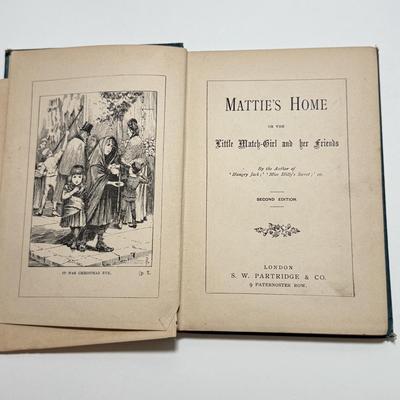 IT WAS CHRISTMAS EVE. [p. 7.
MATTIE'S HOME
OR THE
Little Match-Girl and her Friends
By the Author of
'Hungry Jack;' 'Miss Milly's Secret;' etc.
SECOND EDITION.
LONDON
S. W. PARTRIDGE & CO.
9 PATERNOSTER ROW.